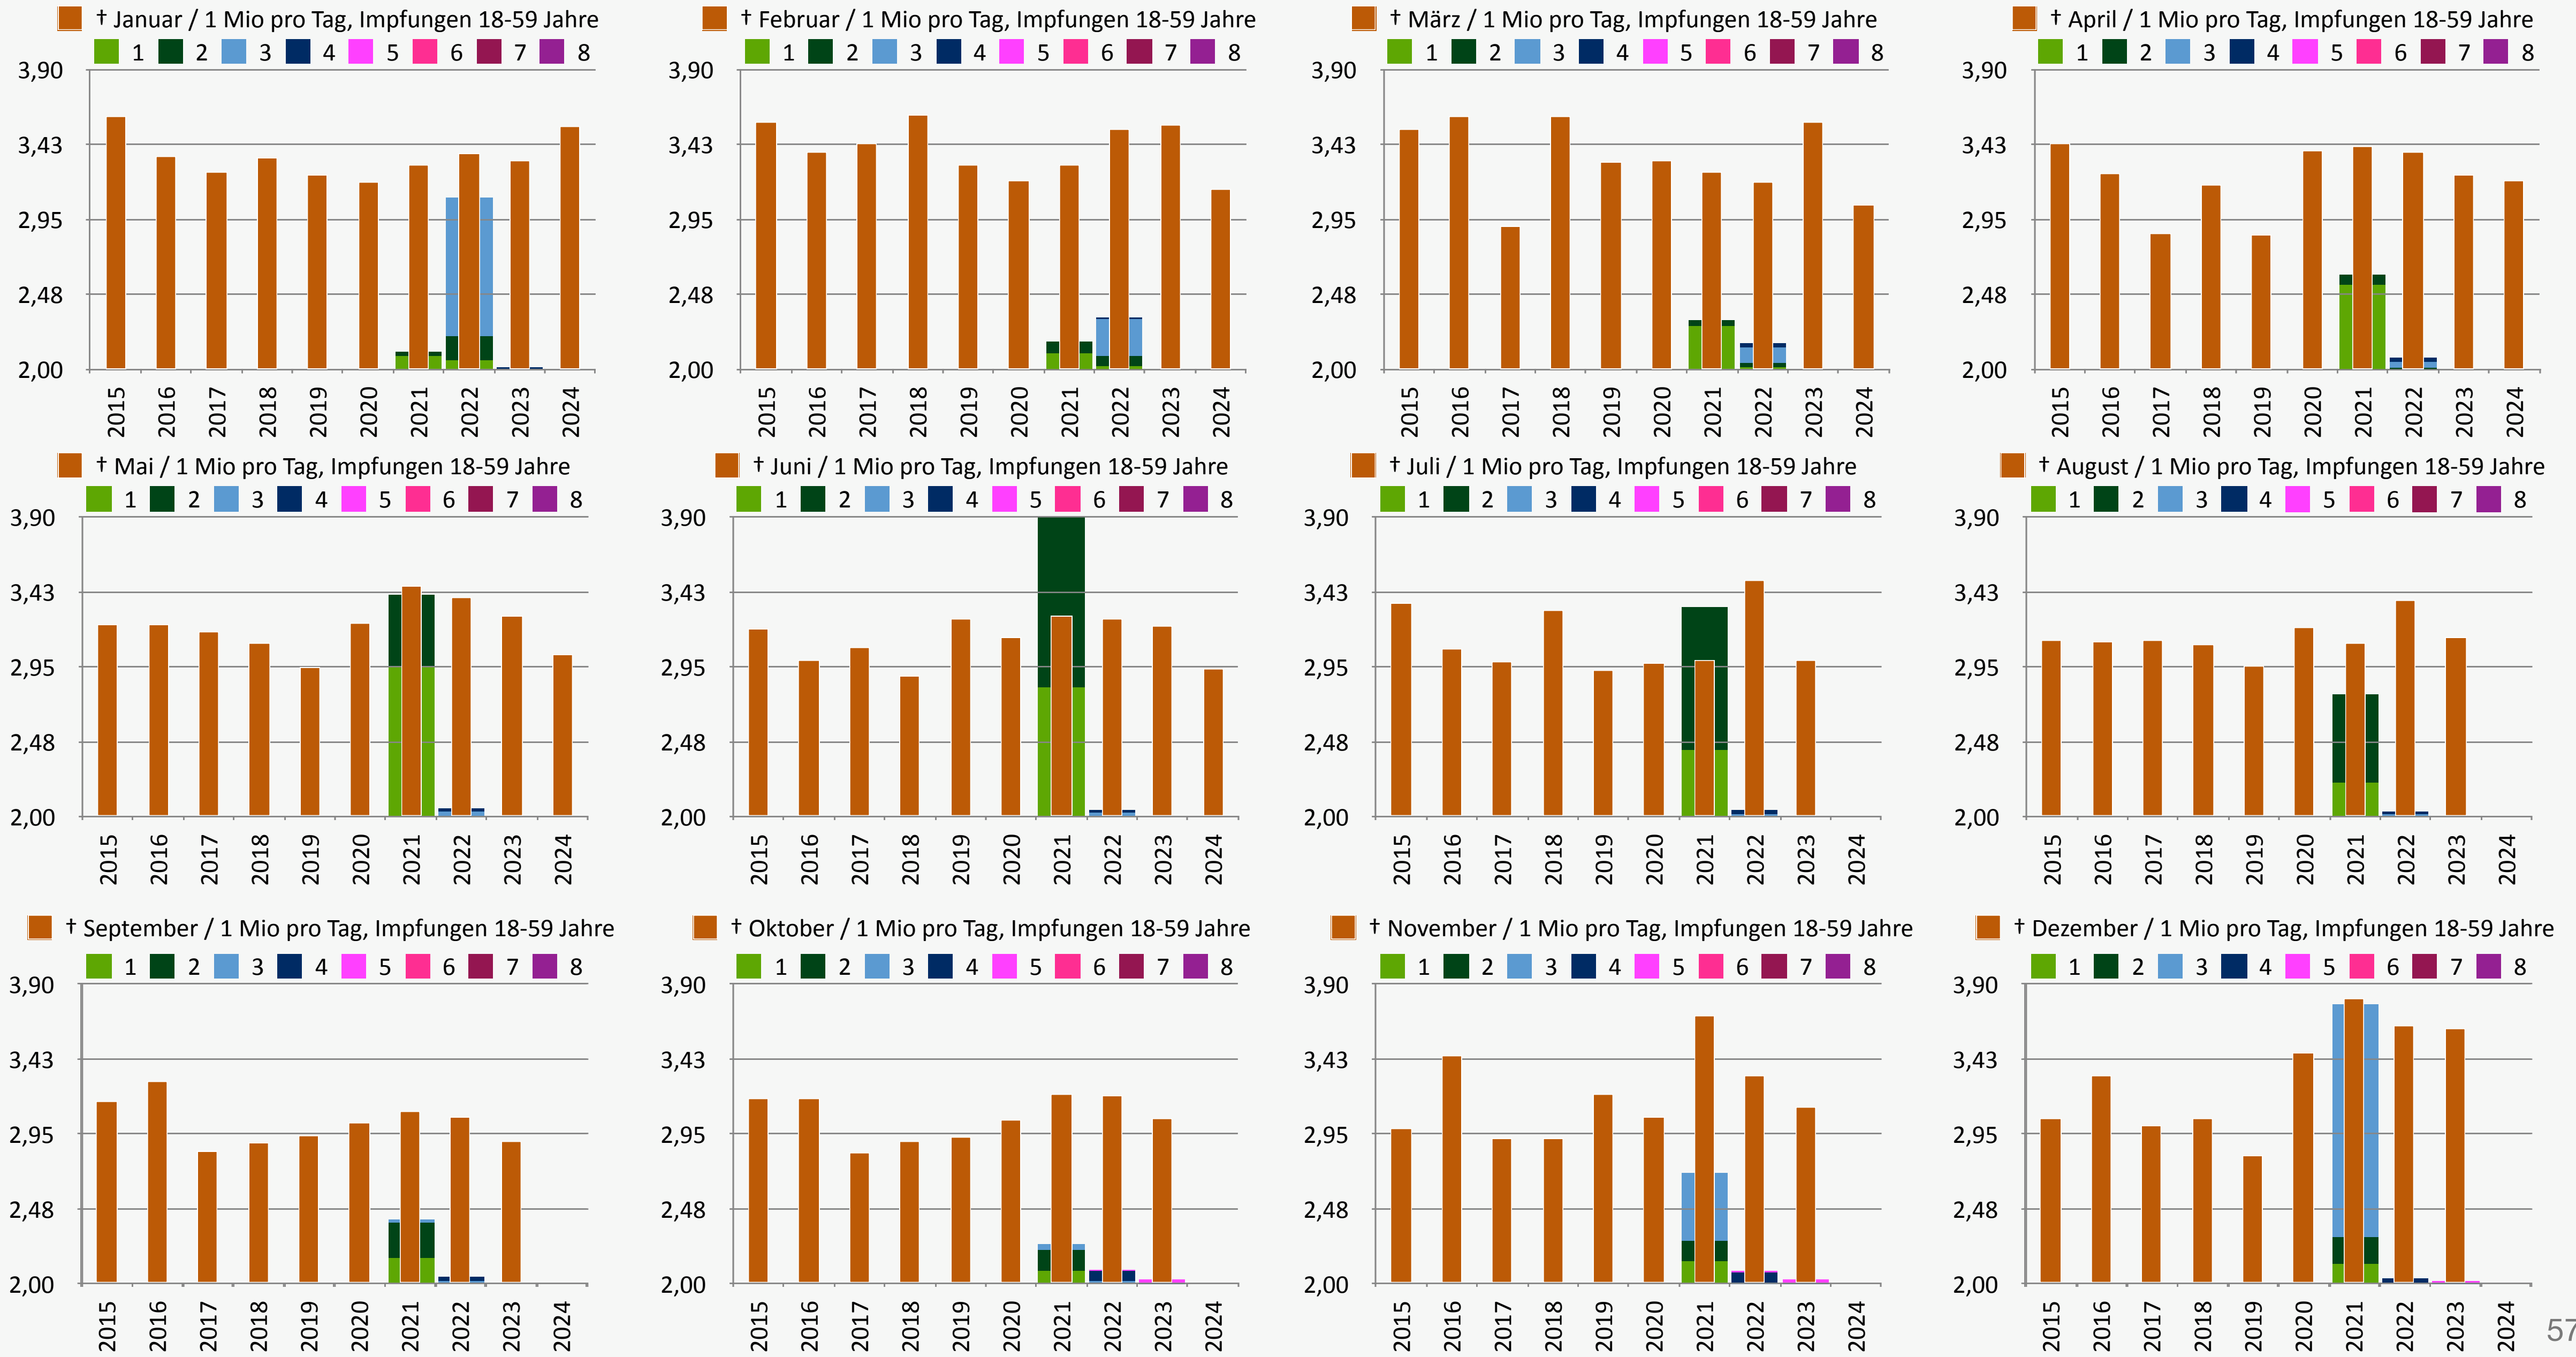 † Januar / 1 Mio pro Tag, Impfungen 18-59 Jahre
1 2 3 4 5 6 7 8
3,90
3,43
2,95
2,48
2,00
2015 2016 2017 2018 2019 2020 2021 2022 2023 2024
† Februar / 1 Mio pro Tag, Impfungen 18-59 Jahre
1 2 3 4 5 6 7 8
3,90
3,43
2,95
2,48
2,00
2015 2016 2017 2018 2019 2020 2021 2022 2023 2024
† März / 1 Mio pro Tag, Impfungen 18-59 Jahre
1 2 3 4 5 6 7 8
3,90
3,43
2,95
2,48
2,00
2015 2016 2017 2018 2019 2020 2021 2022 2023 2024
† April / 1 Mio pro Tag, Impfungen 18-59 Jahre
1 2 3 4 5 6 7 8
3,90
3,43
2,95
2,48
2,00
2015 2016 2017 2018 2019 2020 2021 2022 2023 2024
† Mai / 1 Mio pro Tag, Impfungen 18-59 Jahre
1 2 3 4 5 6 7 8
3,90
3,43
2,95
2,48
2,00
2015 2016 2017 2018 2019 2020 2021 2022 2023 2024
† Juni / 1 Mio pro Tag, Impfungen 18-59 Jahre
1 2 3 4 5 6 7 8
3,90
3,43
2,95
2,48
2,00
2015 2016 2017 2018 2019 2020 2021 2022 2023 2024
† Juli / 1 Mio pro Tag, Impfungen 18-59 Jahre
1 2 3 4 5 6 7 8
3,90
3,43
2,95
2,48
2,00
2015 2016 2017 2018 2019 2020 2021 2022 2023 2024
† August / 1 Mio pro Tag, Impfungen 18-59 Jahre
1 2 3 4 5 6 7 8
3,90
3,43
2,95
2,48
2,00
2015 2016 2017 2018 2019 2020 2021 2022 2023 2024
† September / 1 Mio pro Tag, Impfungen 18-59 Jahre
1 2 3 4 5 6 7 8
3,90
3,43
2,95
2,48
2,00
2015 2016 2017 2018 2019 2020 2021 2022 2023 2024
† Oktober / 1 Mio pro Tag, Impfungen 18-59 Jahre
1 2 3 4 5 6 7 8
3,90
3,43
2,95
2,48
2,00
2015 2016 2017 2018 2019 2020 2021 2022 2023 2024
† November / 1 Mio pro Tag, Impfungen 18-59 Jahre
1 2 3 4 5 6 7 8
3,90
3,43
2,95
2,48
2,00
2015 2016 2017 2018 2019 2020 2021 2022 2023 2024
† Dezember / 1 Mio pro Tag, Impfungen 18-59 Jahre
1 2 3 4 5 6 7 8
3,90
3,43
2,95
2,48
2,00
2015 2016 2017 2018 2019 2020 2021 2022 2023 2024
57